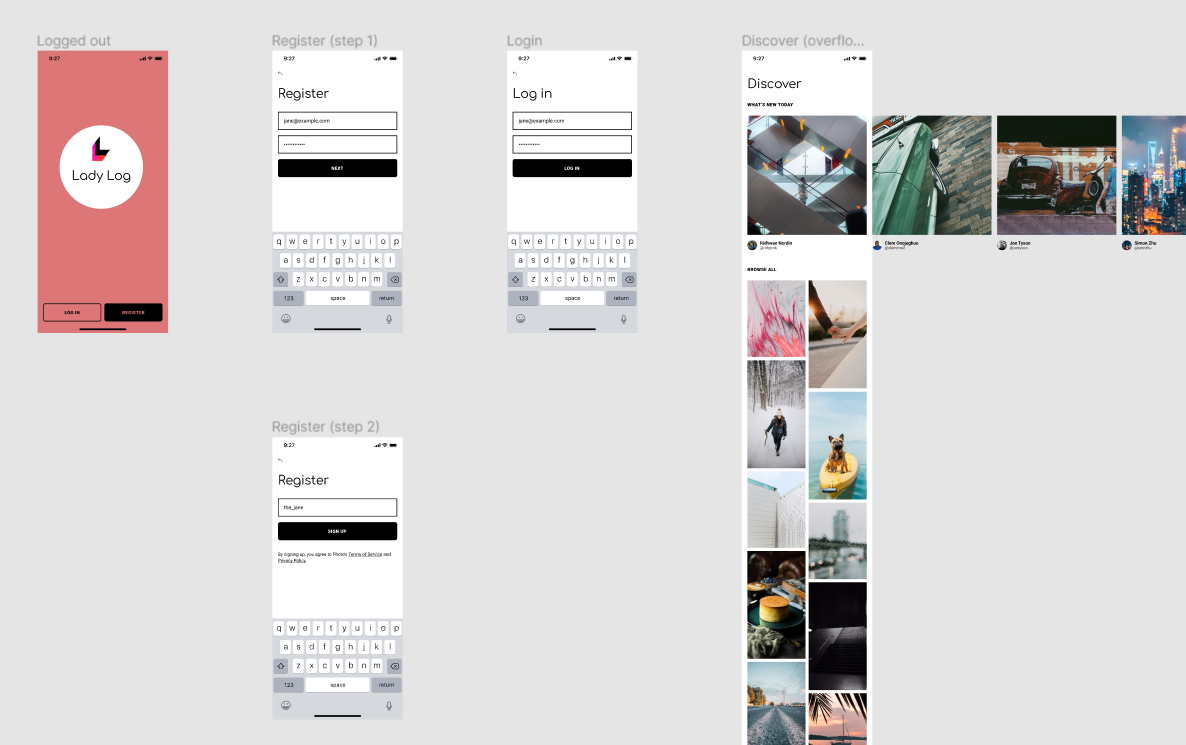 Logged out
9:27
Lady Log
LOG IN
REGISTER
Register (step 1)
9:27
Register
jane@example.com
NEXT
q w e r t y u i o p
a s d f g h j k l
z x c v b n m
123 space return
Login
9:27
Log in
jane@example.com
LOG IN
q w e r t y u i o p
a s d f g h j k l
z x c v b n m
123 space return
Register (step 2)
9:27
Register
the_jane
SIGN UP
By signing up, you agree to Photo's Terms of Service and
Privacy Policy.
q w e r t y u i o p
a s d f g h j k l
z x c v b n m
123 space return
Discover (overflo...
9:27
Discover
WHAT'S NEW TODAY
Ridhwan Nordin
@ridzjcob
Clem Onojeghuo
@clemono2
Jon Tyson
@jontyson
Simon Zhu
@smnzhu
BROWSE ALL